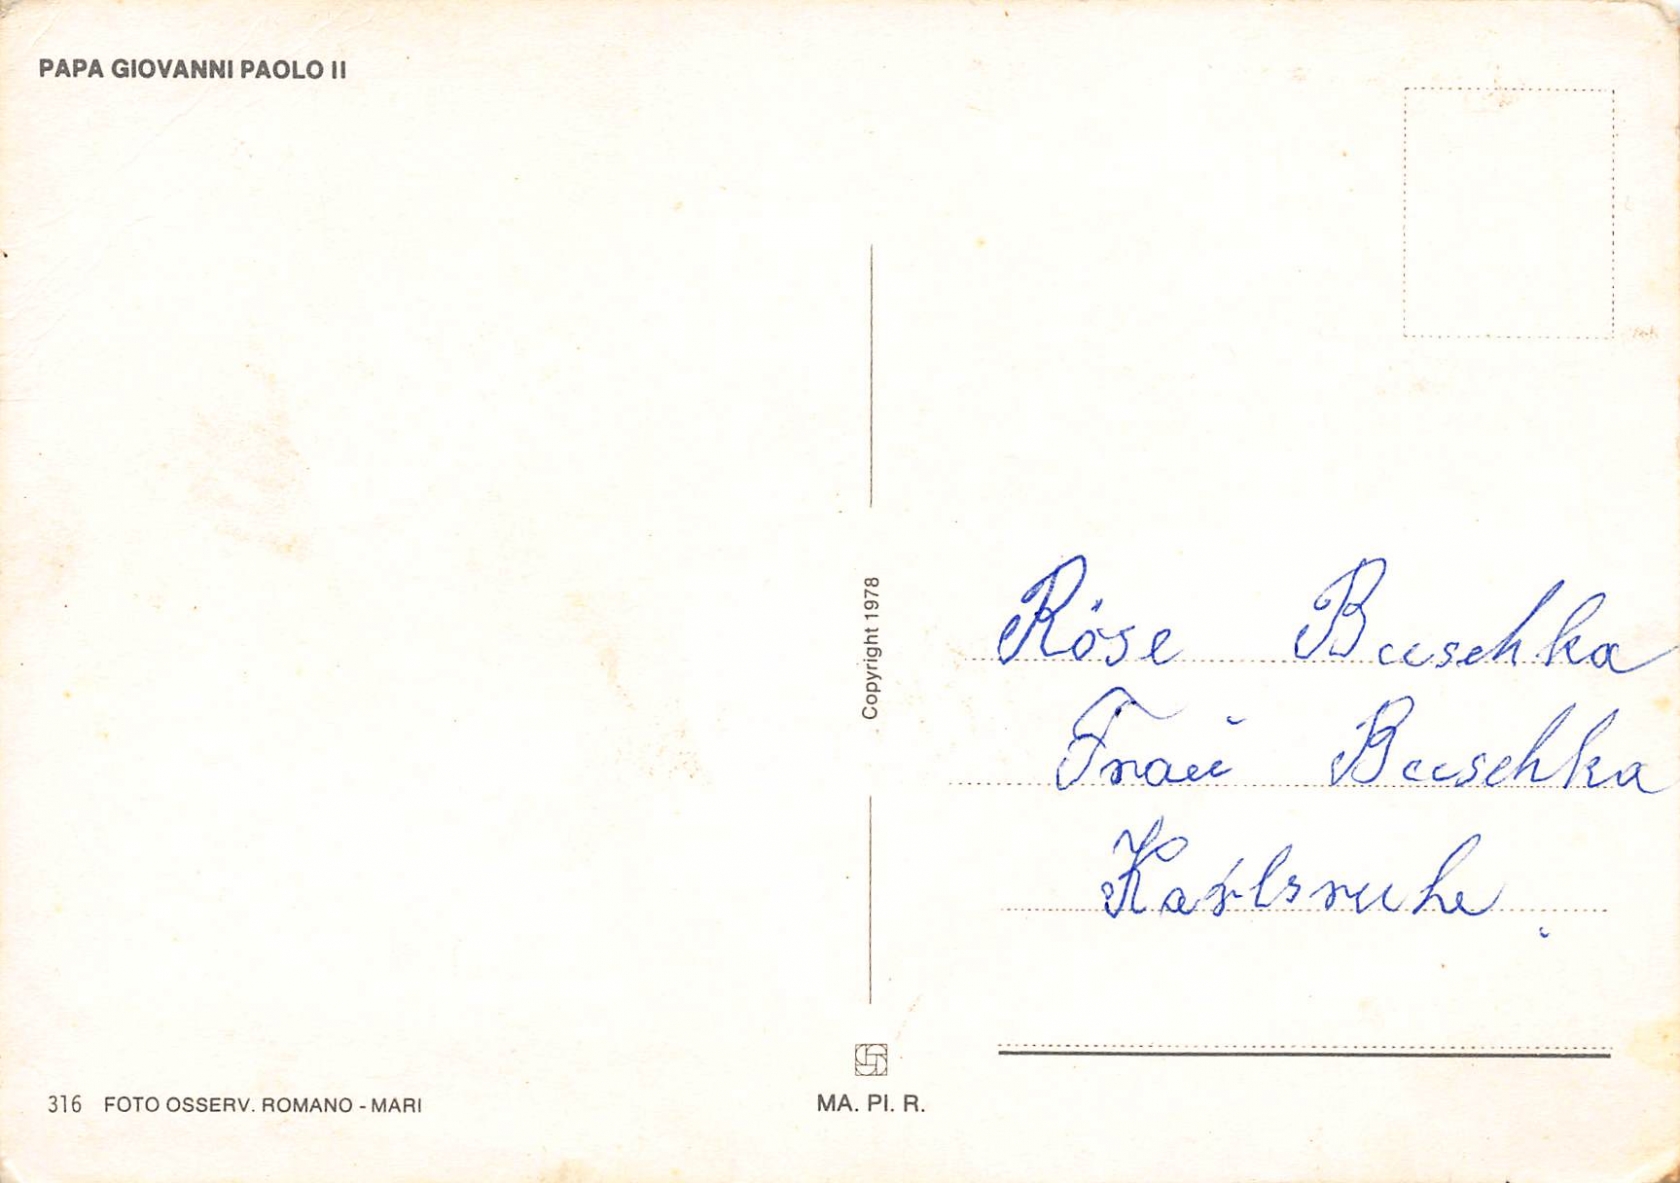 PAPA GIOVANNI PAOLO II
Copyright 1978
Röse Buschka
Frau Buschka
Karlsruhe
316 FOTO OSSERV. ROMANO - MARI
MA. PI. R.